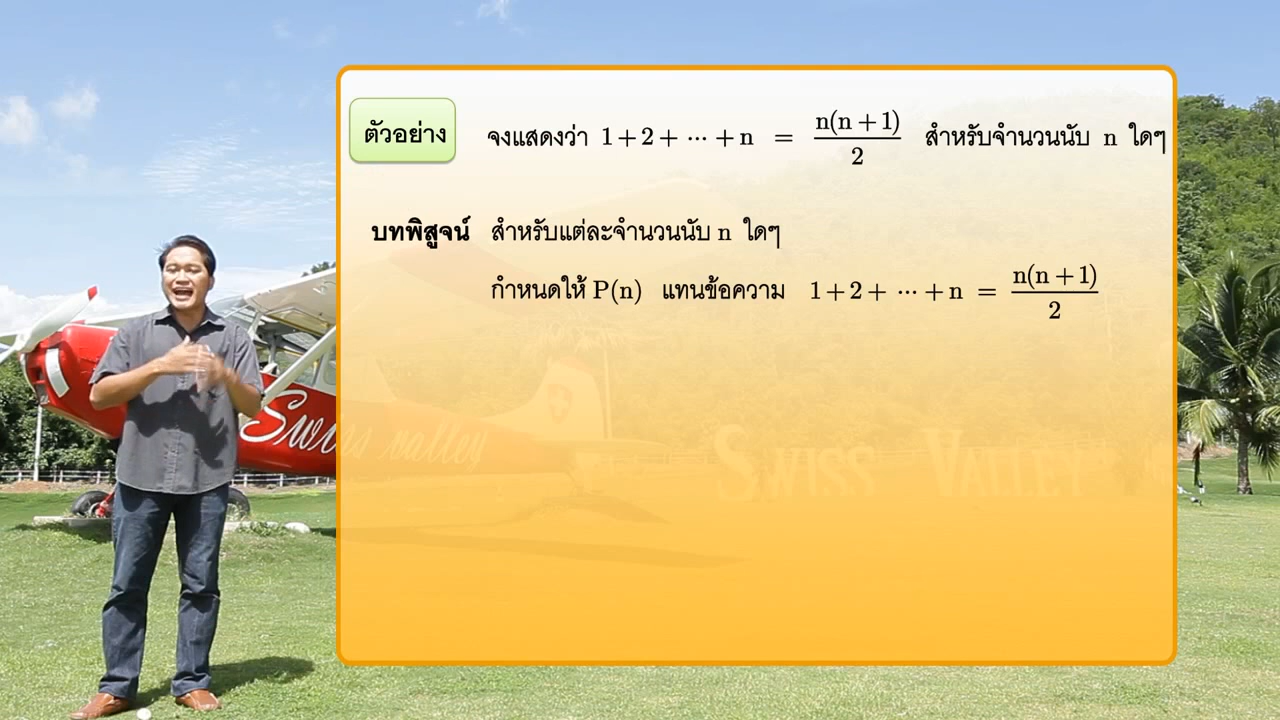 ตัวอย่าง จงแสดงว่า 1 + 2 + ⋯ + n = n(n + 1)/2 สำหรับจำนวนนับ n ใดๆ
บทพิสูจน์ สำหรับแต่ละจำนวนนับ n ใดๆ
กำหนดให้ P(n) แทนข้อความ 1 + 2 + ⋯ + n = n(n + 1)/2
Swiss valley
SWISS VALLEY